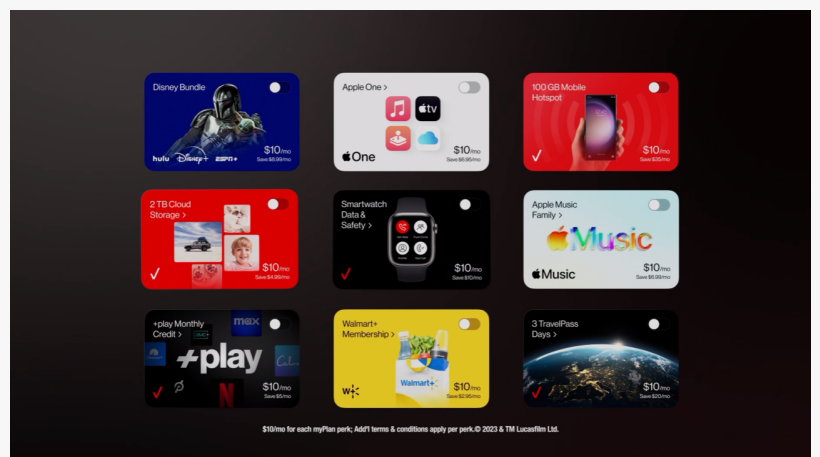 Disney Bundle
hulu Disney+ ESPN+
$10/mo
Save $8.99/mo
Apple One >
tv
One
$10/mo
Save $6.95/mo
100 GB Mobile
Hotspot
$10/mo
Save $35/mo
2 TB Cloud
Storage >
$10/mo
Save $4.99/mo
Smartwatch
Data &
Safety >
$10/mo
Save $10/mo
Apple Music
Family >
Music
Music
$10/mo
Save $6.99/mo
+play Monthly
Credit >
max
+play
$10/mo
Save $5/mo
Walmart+
Membership >
Walmart+
W+
$10/mo
Save $2.95/mo
3 TravelPass
Days >
$10/mo
Save $20/mo
$10/mo for each myPlan perk; Add'l terms & conditions apply per perk.© 2023 & TM Lucasfilm Ltd.